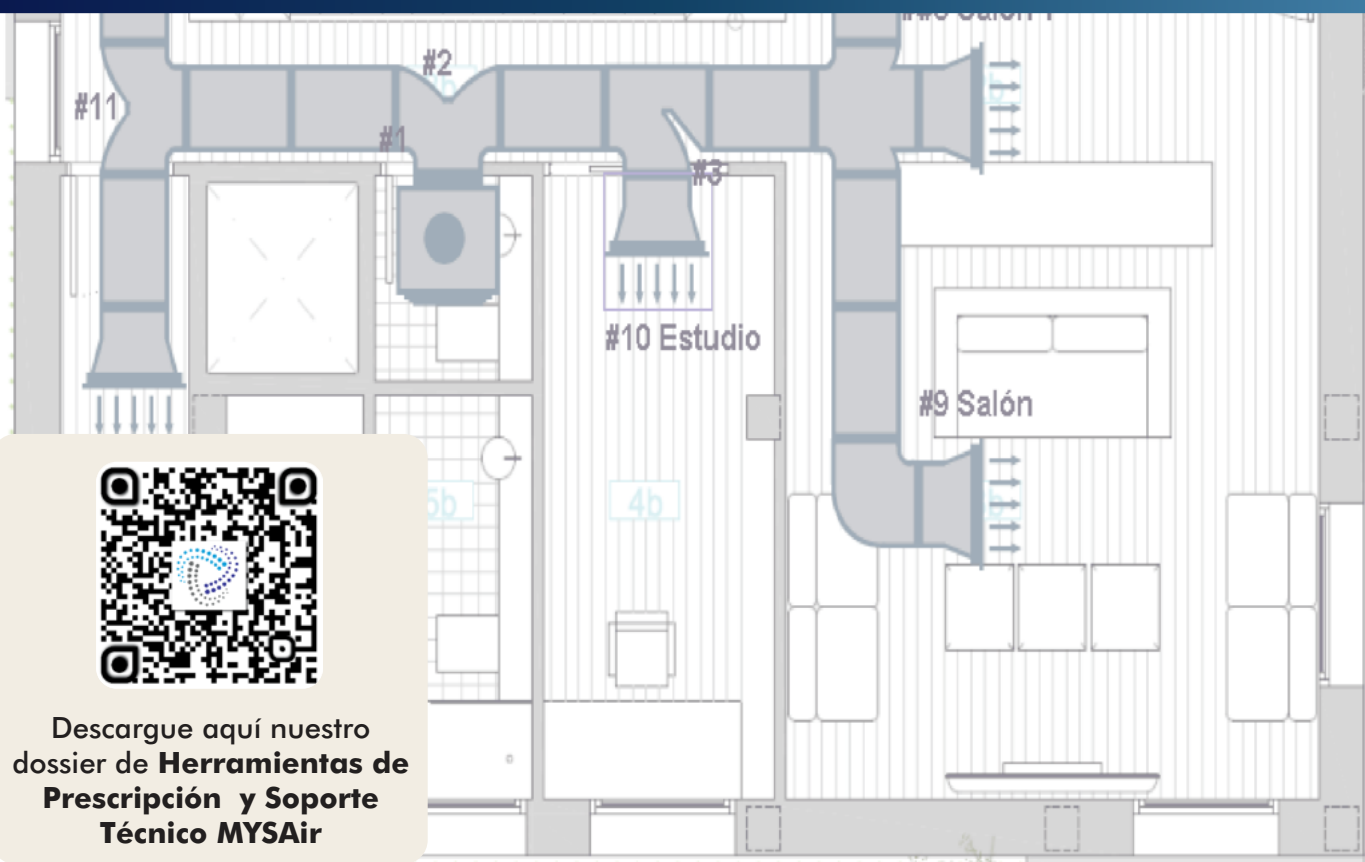 #2
#11
#1
#3
#10 Estudio
#9 Salón
5b
4b
Descargue aquí nuestro
dossier de Herramientas de
Prescripción y Soporte
Técnico MYSAir